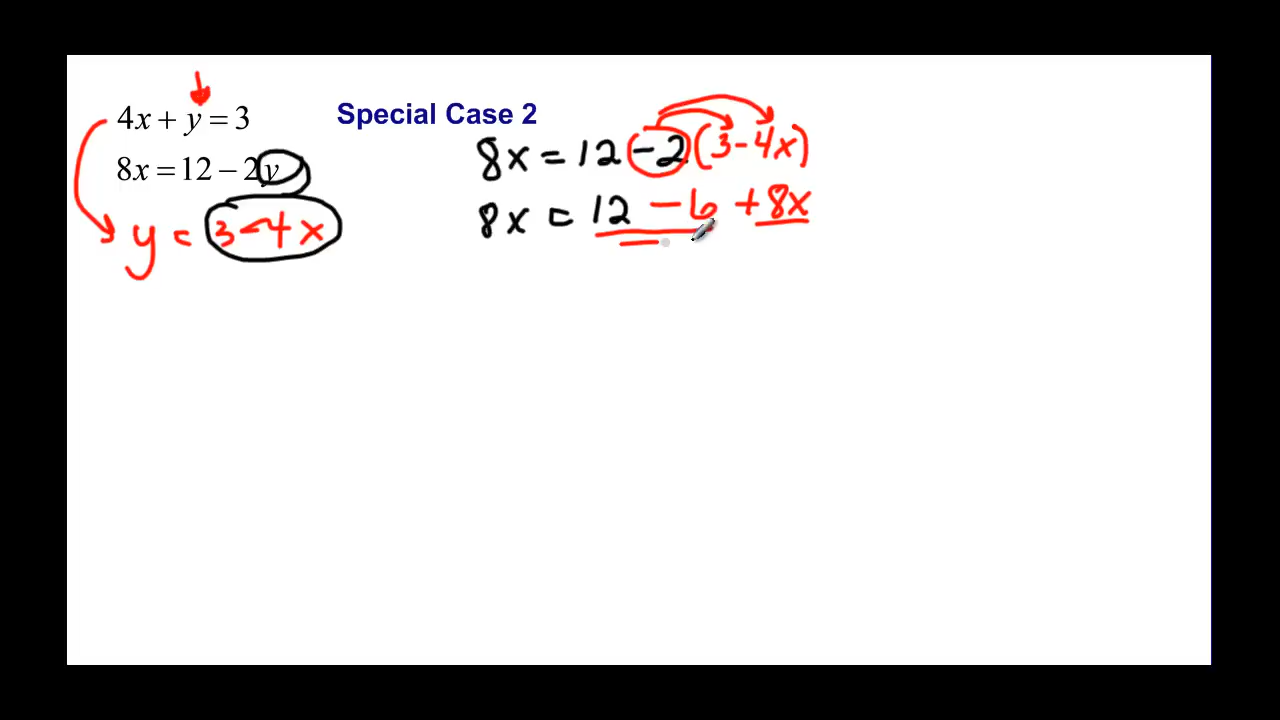 4x + y = 3
8x = 12 − 2y
y = 3 − 4x
Special Case 2
8x = 12 − 2 (3 − 4x)
8x = 12 − 6 + 8x